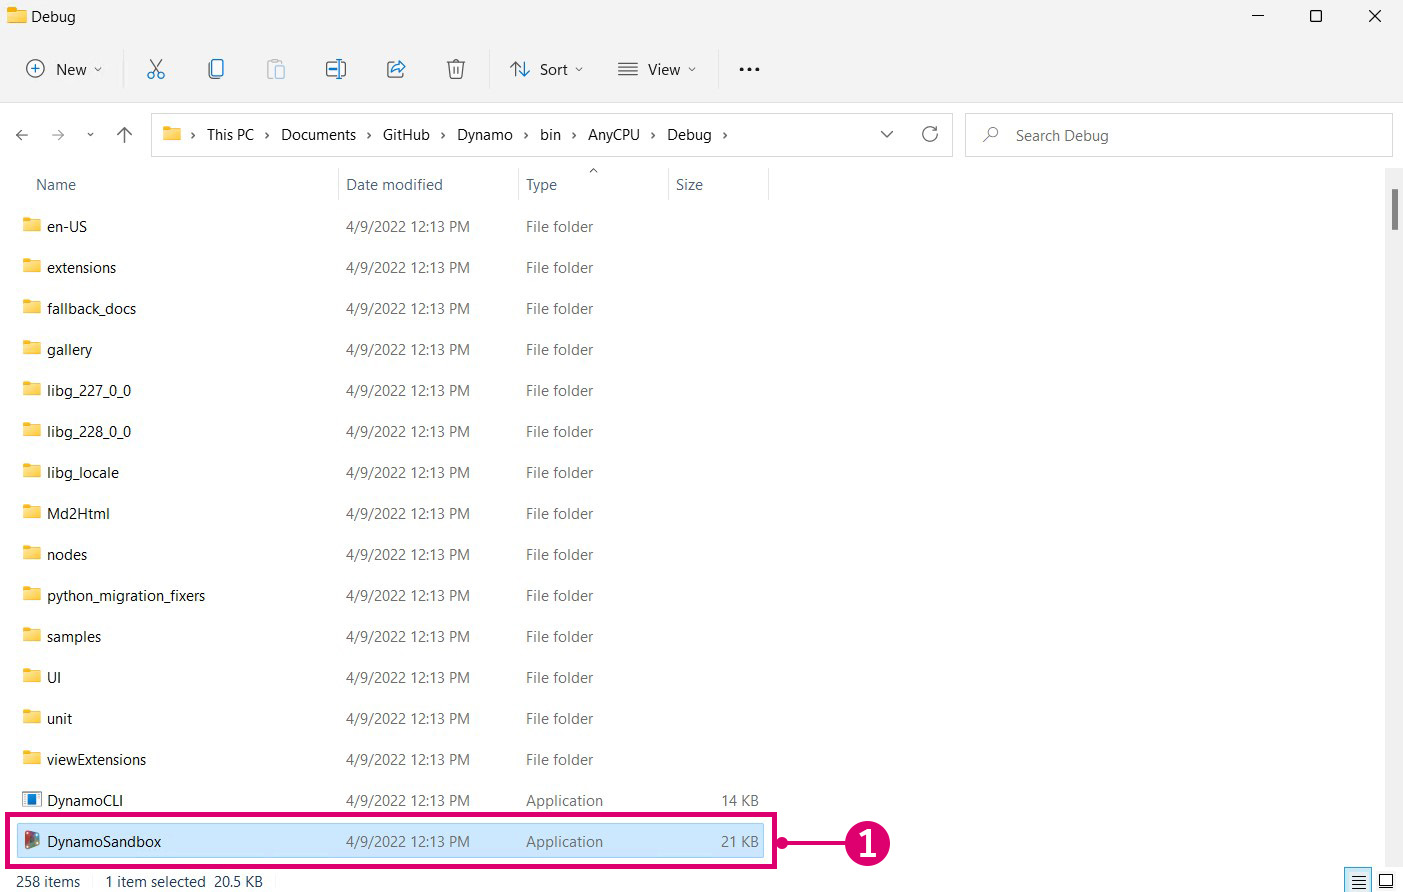 Debug
New Sort View
This PC Documents GitHub Dynamo bin AnyCPU Debug Search Debug
Name Date modified Type Size
en-US 4/9/2022 12:13 PM File folder
extensions 4/9/2022 12:13 PM File folder
fallback_docs 4/9/2022 12:13 PM File folder
gallery 4/9/2022 12:13 PM File folder
libg_227_0_0 4/9/2022 12:13 PM File folder
libg_228_0_0 4/9/2022 12:13 PM File folder
libg_locale 4/9/2022 12:13 PM File folder
Md2Html 4/9/2022 12:13 PM File folder
nodes 4/9/2022 12:13 PM File folder
python_migration_fixers 4/9/2022 12:13 PM File folder
samples 4/9/2022 12:13 PM File folder
UI 4/9/2022 12:13 PM File folder
unit 4/9/2022 12:13 PM File folder
viewExtensions 4/9/2022 12:13 PM File folder
DynamoCLI 4/9/2022 12:13 PM Application 14 KB
DynamoSandbox 4/9/2022 12:13 PM Application 21 KB 1
258 items 1 item selected 20.5 KB